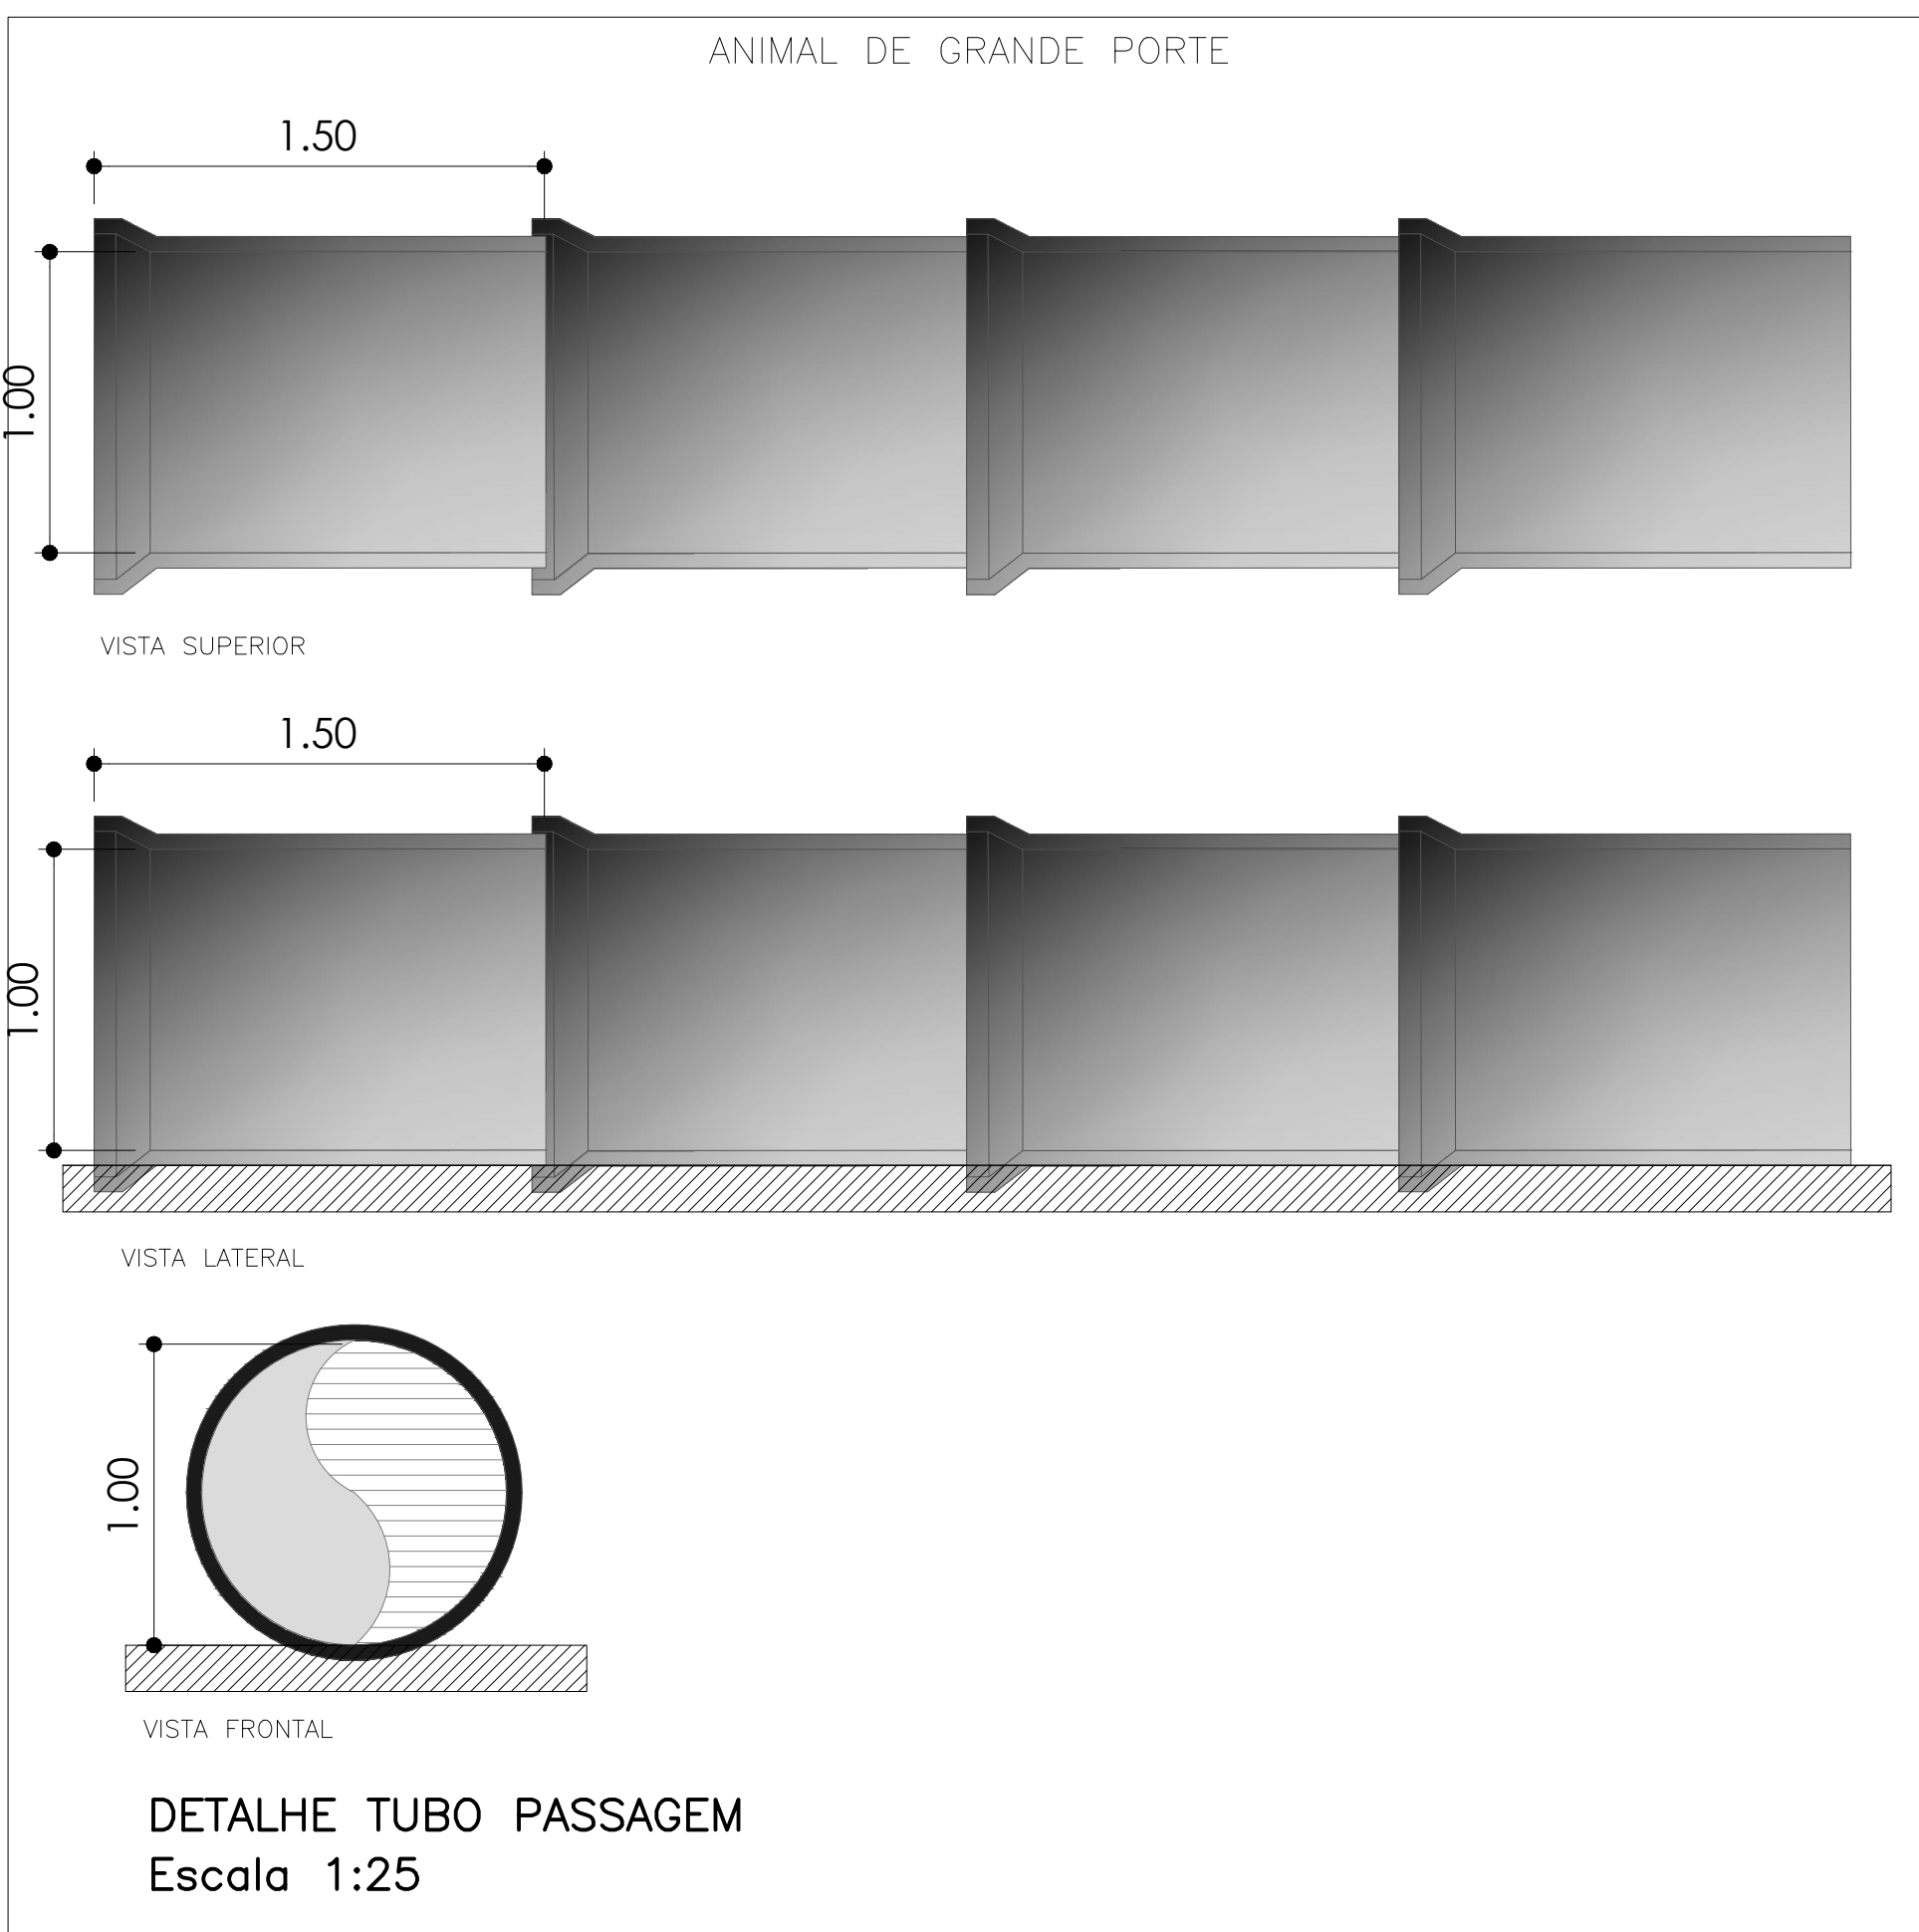 ANIMAL DE GRANDE PORTE
1.50
1.00
VISTA SUPERIOR
1.50
1.00
VISTA LATERAL
1.00
VISTA FRONTAL
DETALHE TUBO PASSAGEM
Escala 1:25